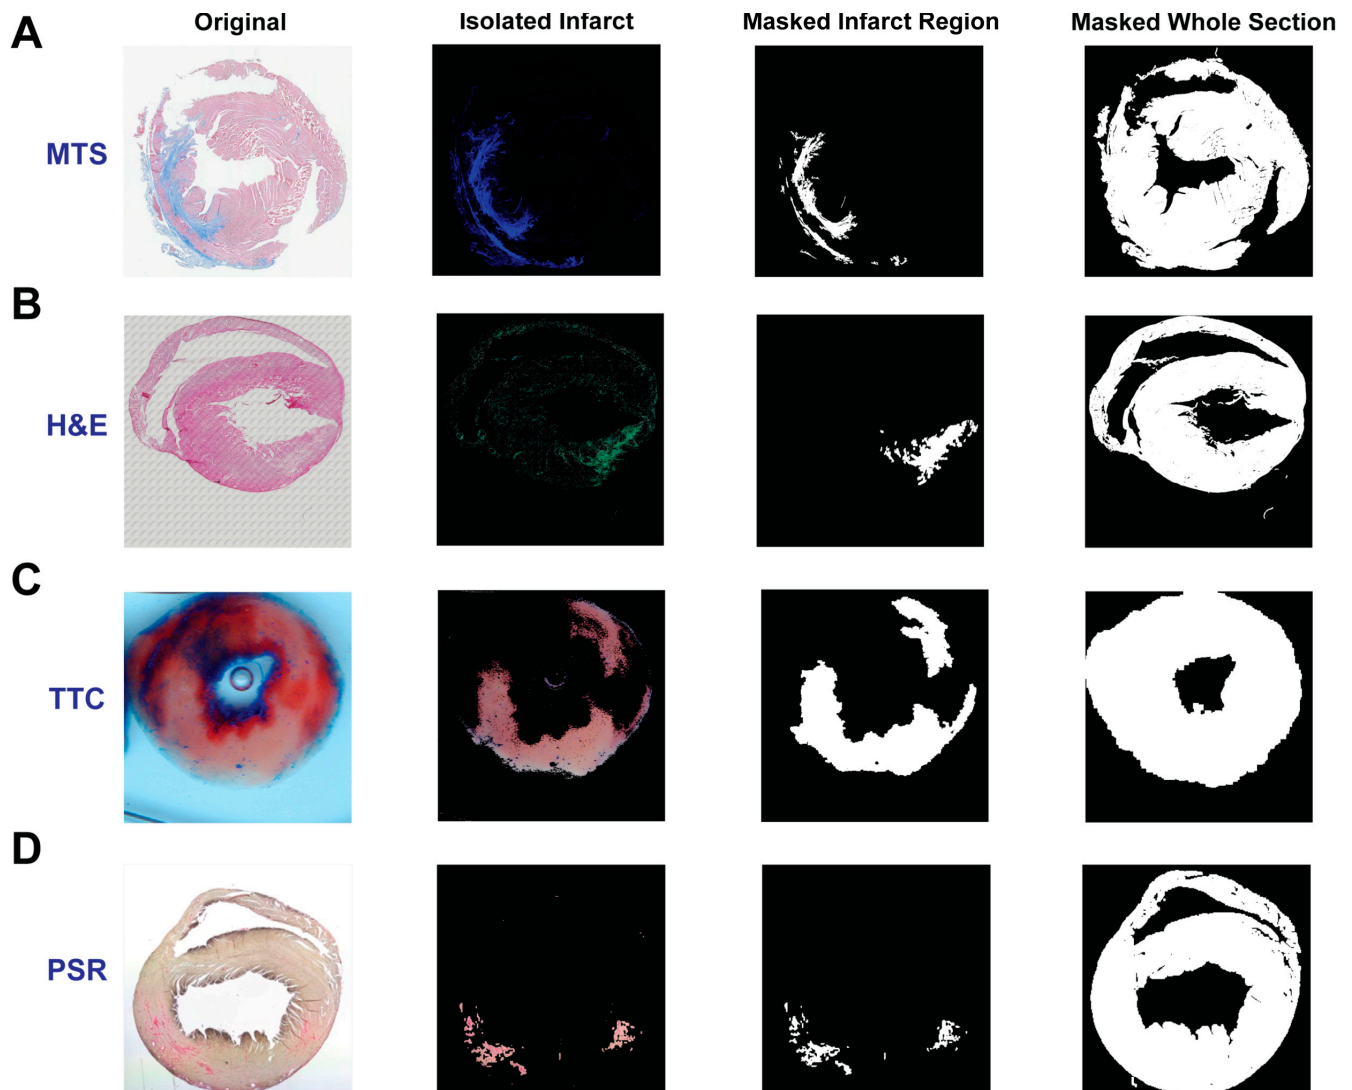 A
Original
Isolated Infarct
Masked Infarct Region
Masked Whole Section
MTS
B
H&E
C
TTC
D
PSR